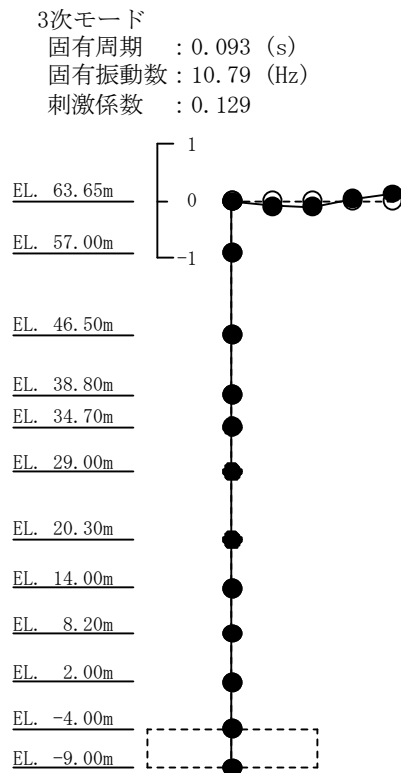 3次モード
固有周期 :0.093 (s)
固有振動数:10.79 (Hz)
刺激係数 :0.129
1
EL. 63.65m
0
EL. 57.00m
-1
EL. 46.50m
EL. 38.80m
EL. 34.70m
EL. 29.00m
EL. 20.30m
EL. 14.00m
EL. 8.20m
EL. 2.00m
EL. -4.00m
EL. -9.00m